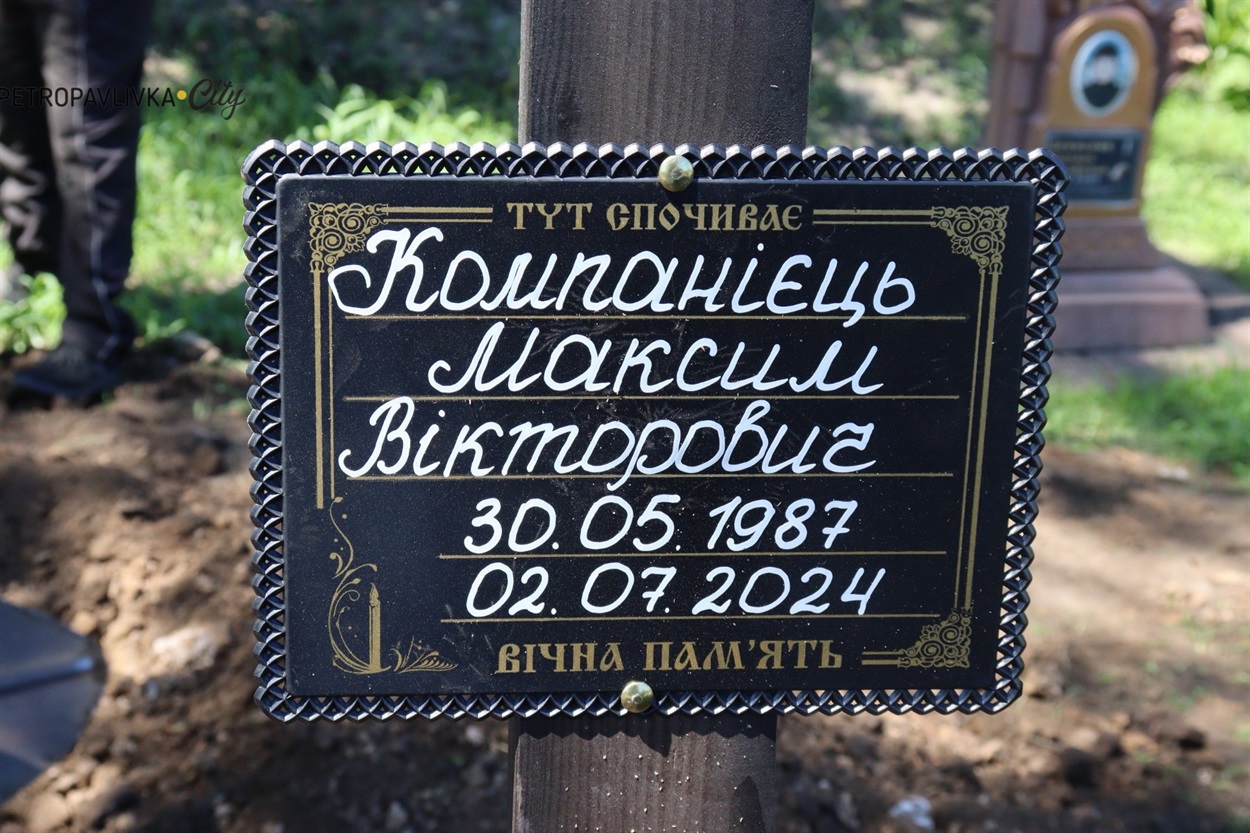 PETROPAVLIVKA City
ТУТ СПОЧИВАЄ
Компанієць
Максим
Вікторович
30.05.1987
02.07.2024
ВІЧНА ПАМ'ЯТЬ